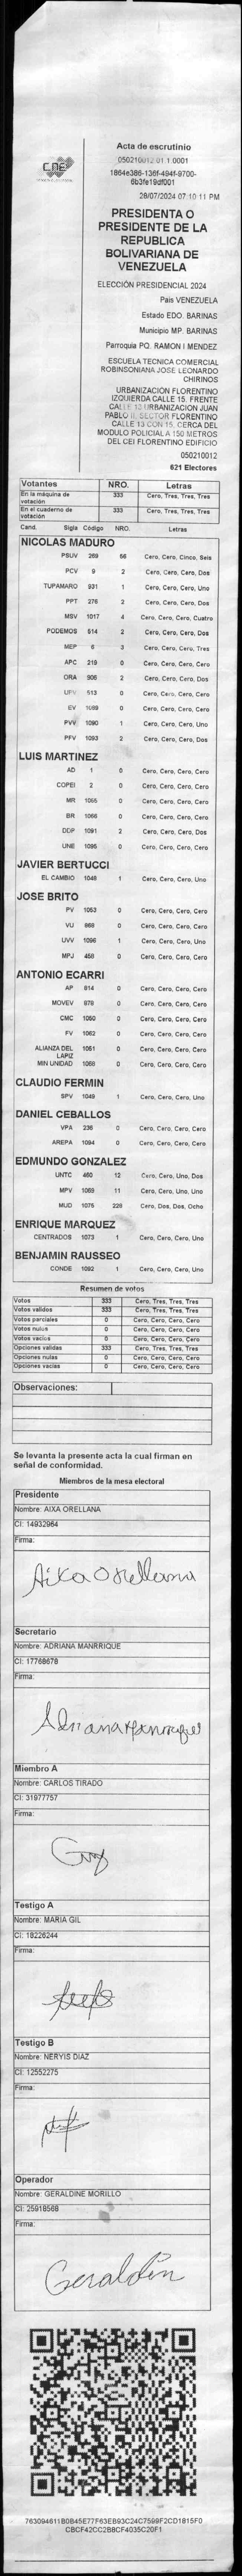 CNE
Acta de escrutinio
050210012.01.1.0001
1864e386-136f-494f-9700-
6b3fe19df001
28/07/2024 07:10:11 PM
PRESIDENTA O
PRESIDENTE DE LA
REPUBLICA
BOLIVARIANA DE
VENEZUELA
ELECCIÓN PRESIDENCIAL 2024
Pais VENEZUELA
Estado EDO. BARINAS
Municipio MP. BARINAS
Parroquia PQ. RAMON I MENDEZ
ESCUELA TECNICA COMERCIAL
ROBINSONIANA JOSE LEONARDO
CHIRINOS
URBANIZACIÓN FLORENTINO
IZQUIERDA CALLE 15. FRENTE
CALLE 13 URBANIZACION JUAN
PABLO II. SECTOR FLORENTINO
CALLE 13 CON 15. CERCA DEL
MODULO POLICIAL A 150 METROS
DEL CEI FLORENTINO EDIFICIO
050210012
621 Electores
Votantes NRO. Letras
En la máquina de votación 333 Cero, Tres, Tres, Tres
En el cuaderno de votación 333 Cero, Tres, Tres, Tres
Cand. Sigla Código NRO. Letras
NICOLAS MADURO
PSUV 269 56 Cero, Cero, Cinco, Seis
PCV 9 2 Cero, Cero, Cero, Dos
TUPAMARO 931 1 Cero, Cero, Cero, Uno
PPT 276 2 Cero, Cero, Cero, Dos
MSV 1017 4 Cero, Cero, Cero, Cuatro
PODEMOS 514 2 Cero, Cero, Cero, Dos
MEP 6 3 Cero, Cero, Cero, Tres
APC 219 0 Cero, Cero, Cero, Cero
ORA 906 2 Cero, Cero, Cero, Dos
UPV 513 0 Cero, Cero, Cero, Cero
EV 1089 0 Cero, Cero, Cero, Cero
PVV 1090 1 Cero, Cero, Cero, Uno
PFV 1093 2 Cero, Cero, Cero, Dos
LUIS MARTINEZ
AD 1 0 Cero, Cero, Cero, Cero
COPEI 2 0 Cero, Cero, Cero, Cero
MR 1055 0 Cero, Cero, Cero, Cero
BR 1066 0 Cero, Cero, Cero, Cero
DDP 1091 2 Cero, Cero, Cero, Dos
UNE 1095 0 Cero, Cero, Cero, Cero
JAVIER BERTUCCI
EL CAMBIO 1048 1 Cero, Cero, Cero, Uno
JOSE BRITO
PV 1053 0 Cero, Cero, Cero, Cero
VU 868 0 Cero, Cero, Cero, Cero
UVV 1096 1 Cero, Cero, Cero, Uno
MPJ 458 0 Cero, Cero, Cero, Cero
ANTONIO ECARRI
AP 814 0 Cero, Cero, Cero, Cero
MOVEV 878 0 Cero, Cero, Cero, Cero
CMC 1050 0 Cero, Cero, Cero, Cero
FV 1062 0 Cero, Cero, Cero, Cero
ALIANZA DEL LAPIZ 1051 0 Cero, Cero, Cero, Cero
MIN UNIDAD 1068 0 Cero, Cero, Cero, Cero
CLAUDIO FERMIN
SPV 1049 1 Cero, Cero, Cero, Uno
DANIEL CEBALLOS
VPA 236 0 Cero, Cero, Cero, Cero
AREPA 1094 0 Cero, Cero, Cero, Cero
EDMUNDO GONZALEZ
UNTC 460 12 Cero, Cero, Uno, Dos
MPV 1069 11 Cero, Cero, Uno, Uno
MUD 1075 228 Cero, Dos, Dos, Ocho
ENRIQUE MARQUEZ
CENTRADOS 1073 1 Cero, Cero, Cero, Uno
BENJAMIN RAUSSEO
CONDE 1092 1 Cero, Cero, Cero, Uno
Resumen de votos
Votos 333 Cero, Tres, Tres, Tres
Votos validos 333 Cero, Tres, Tres, Tres
Votos parciales 0 Cero, Cero, Cero, Cero
Votos nulos 0 Cero, Cero, Cero, Cero
Votos vacíos 0 Cero, Cero, Cero, Cero
Opciones validas 333 Cero, Tres, Tres, Tres
Opciones nulas 0 Cero, Cero, Cero, Cero
Opciones vacias 0 Cero, Cero, Cero, Cero
Observaciones:
Se levanta la presente acta la cual firman en
señal de conformidad.
Miembros de la mesa electoral
Presidente
Nombre: AIXA ORELLANA
CI: 14932964
Firma:
Aixa Orellana
Secretario
Nombre: ADRIANA MANRRIQUE
CI: 17768678
Firma:
Miembro A
Nombre: CARLOS TIRADO
CI: 31977757
Firma:
Testigo A
Nombre: MARIA GIL
CI: 18226244
Firma:
Testigo B
Nombre: NERYIS DIAZ
CI: 12552275
Firma:
Operador
Nombre: GERALDINE MORILLO
CI: 25918568
Firma:
Geraldin
763094611B0B45E77F63EB93C24C7599F2CD1815F0
CBCF42CC2B8CF4035C20F1